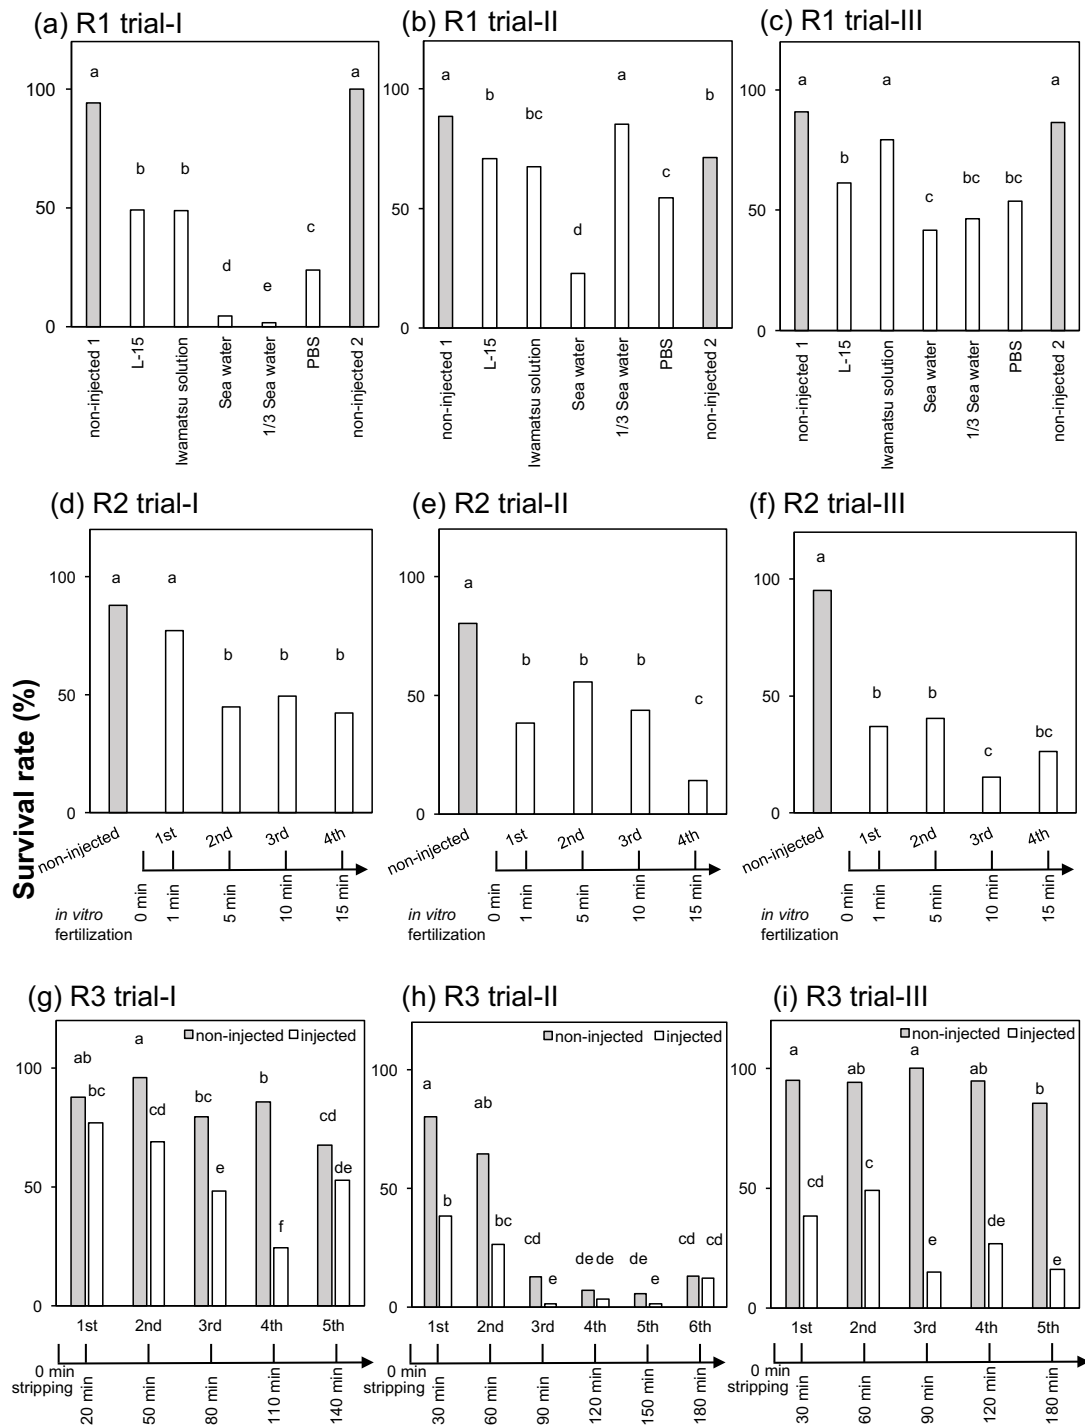 (a) R1 trial-I
(b) R1 trial-II
(c) R1 trial-III
100
50
0
a
b
b
d
e
c
a
non-injected 1
L-15
Iwamatsu solution
Sea water
1/3 Sea water
PBS
non-injected 2
100
50
0
a
b
bc
d
a
c
b
non-injected 1
L-15
Iwamatsu solution
Sea water
1/3 Sea water
PBS
non-injected 2
100
50
0
a
b
a
c
bc
bc
a
non-injected 1
L-15
Iwamatsu solution
Sea water
1/3 Sea water
PBS
non-injected 2
Survival rate (%)
(d) R2 trial-I
(e) R2 trial-II
(f) R2 trial-III
100
50
0
a
a
b
b
b
non-injected
1st
2nd
3rd
4th
0 min
1 min
5 min
10 min
15 min
in vitro
fertilization
100
50
0
a
b
b
b
c
non-injected
1st
2nd
3rd
4th
0 min
1 min
5 min
10 min
15 min
in vitro
fertilization
100
50
0
a
b
b
c
bc
non-injected
1st
2nd
3rd
4th
0 min
1 min
5 min
10 min
15 min
in vitro
fertilization
(g) R3 trial-I
(h) R3 trial-II
(i) R3 trial-III
non-injected injected
100
50
0
ab
bc
a
cd
bc
e
b
f
cd
de
1st
2nd
3rd
4th
5th
0 min
stripping
20 min
50 min
80 min
110 min
140 min
non-injected injected
100
50
0
a
b
ab
bc
cd
e
de
de
de
e
cd
cd
1st
2nd
3rd
4th
5th
6th
0 min
stripping
30 min
60 min
90 min
120 min
150 min
180 min
non-injected injected
100
50
0
a
cd
ab
c
a
e
ab
de
b
e
1st
2nd
3rd
4th
5th
0 min
stripping
30 min
60 min
90 min
120 min
180 min